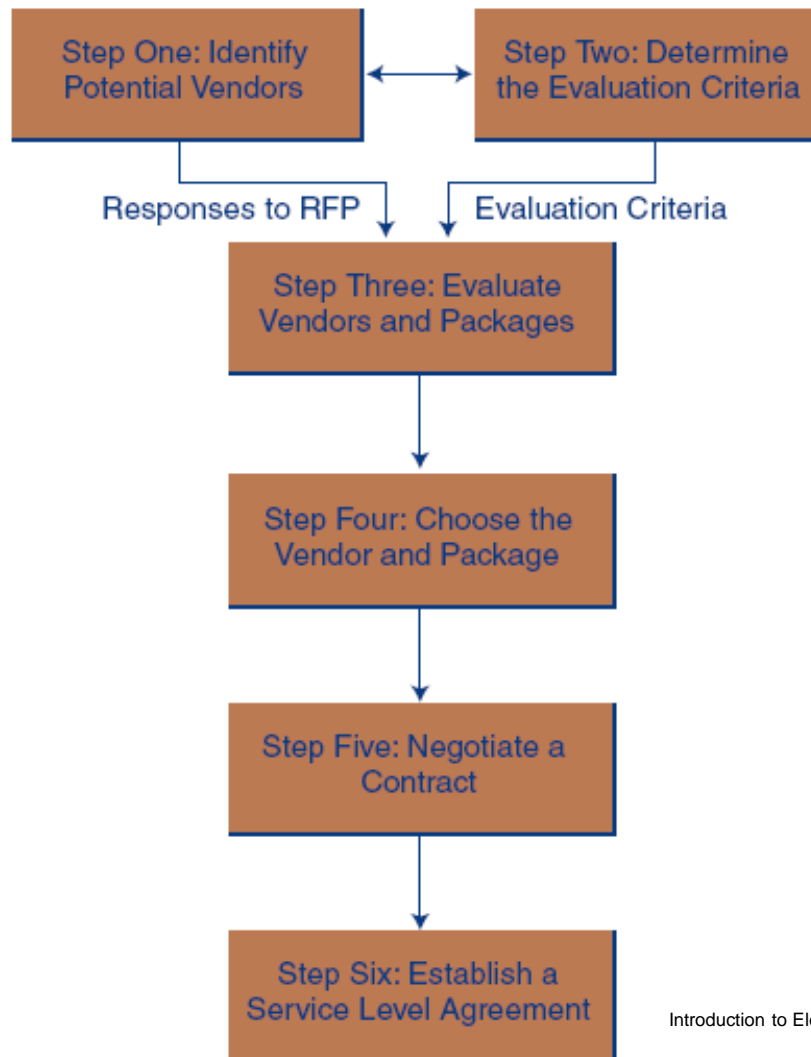 Step One: Identify
Potential Vendors
Step Two: Determine
the Evaluation Criteria
Responses to RFP
Evaluation Criteria
Step Three: Evaluate
Vendors and Packages
Step Four: Choose the
Vendor and Package
Step Five: Negotiate a
Contract
Step Six: Establish a
Service Level Agreement
Introduction to